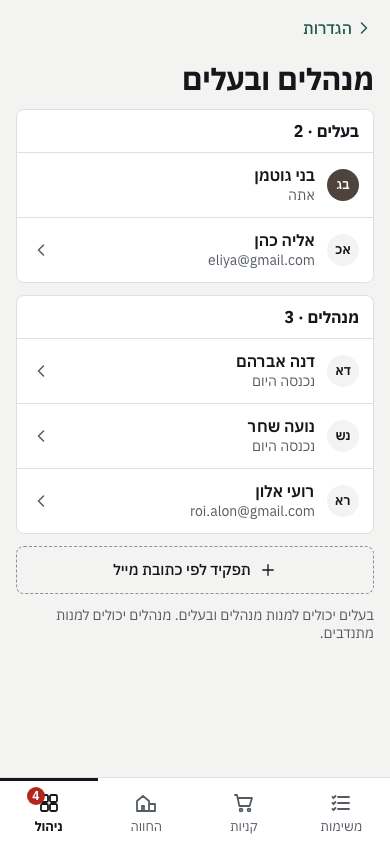 הגדרות
מנהלים ובעלים
בעלים · 2
בג
בני גוטמן
אתה
אכ
אליה כהן
eliya@gmail.com
מנהלים · 3
דא
דנה אברהם
נכנסה היום
נש
נועה שחר
נכנסה היום
רא
רועי אלון
roi.alon@gmail.com
+ תפקיד לפי כתובת מייל
בעלים יכולים למנות מנהלים ובעלים. מנהלים יכולים למנות
מתנדבים.
משימות
קניות
החווה
4
ניהול